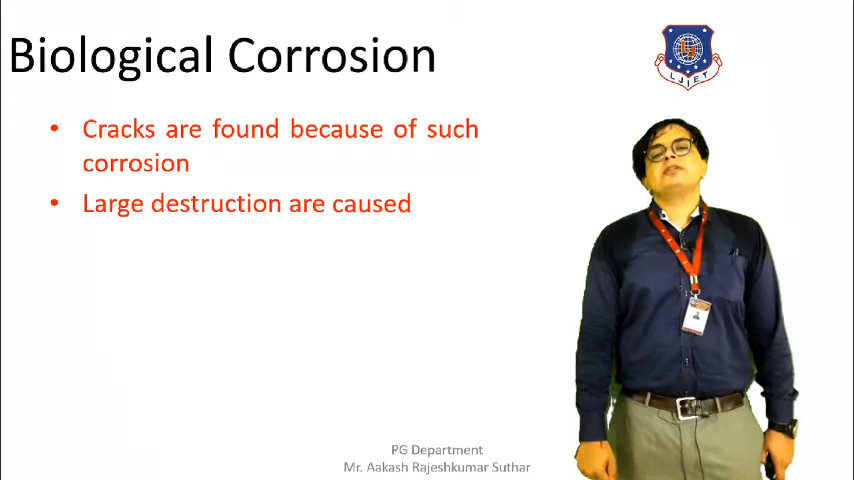 Biological Corrosion
LJIET
• Cracks are found because of such
corrosion
• Large destruction are caused
PG Department
Mr. Aakash Rajeshkumar Suthar